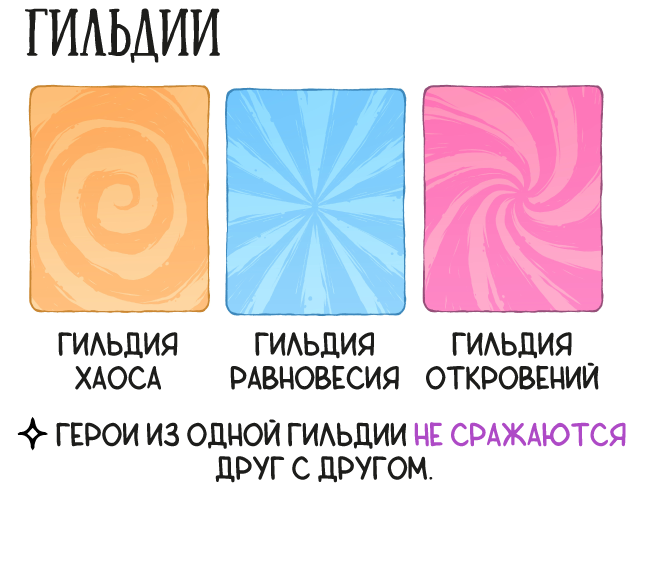 ГИЛЬДИИ
ГИЛЬДИЯ
ХАОСА
ГИЛЬДИЯ
РАВНОВЕСИЯ
ГИЛЬДИЯ
ОТКРОВЕНИЙ
ГЕРОИ ИЗ ОДНОЙ ГИЛЬДИИ НЕ СРАЖАЮТСЯ
ДРУГ С ДРУГОМ.